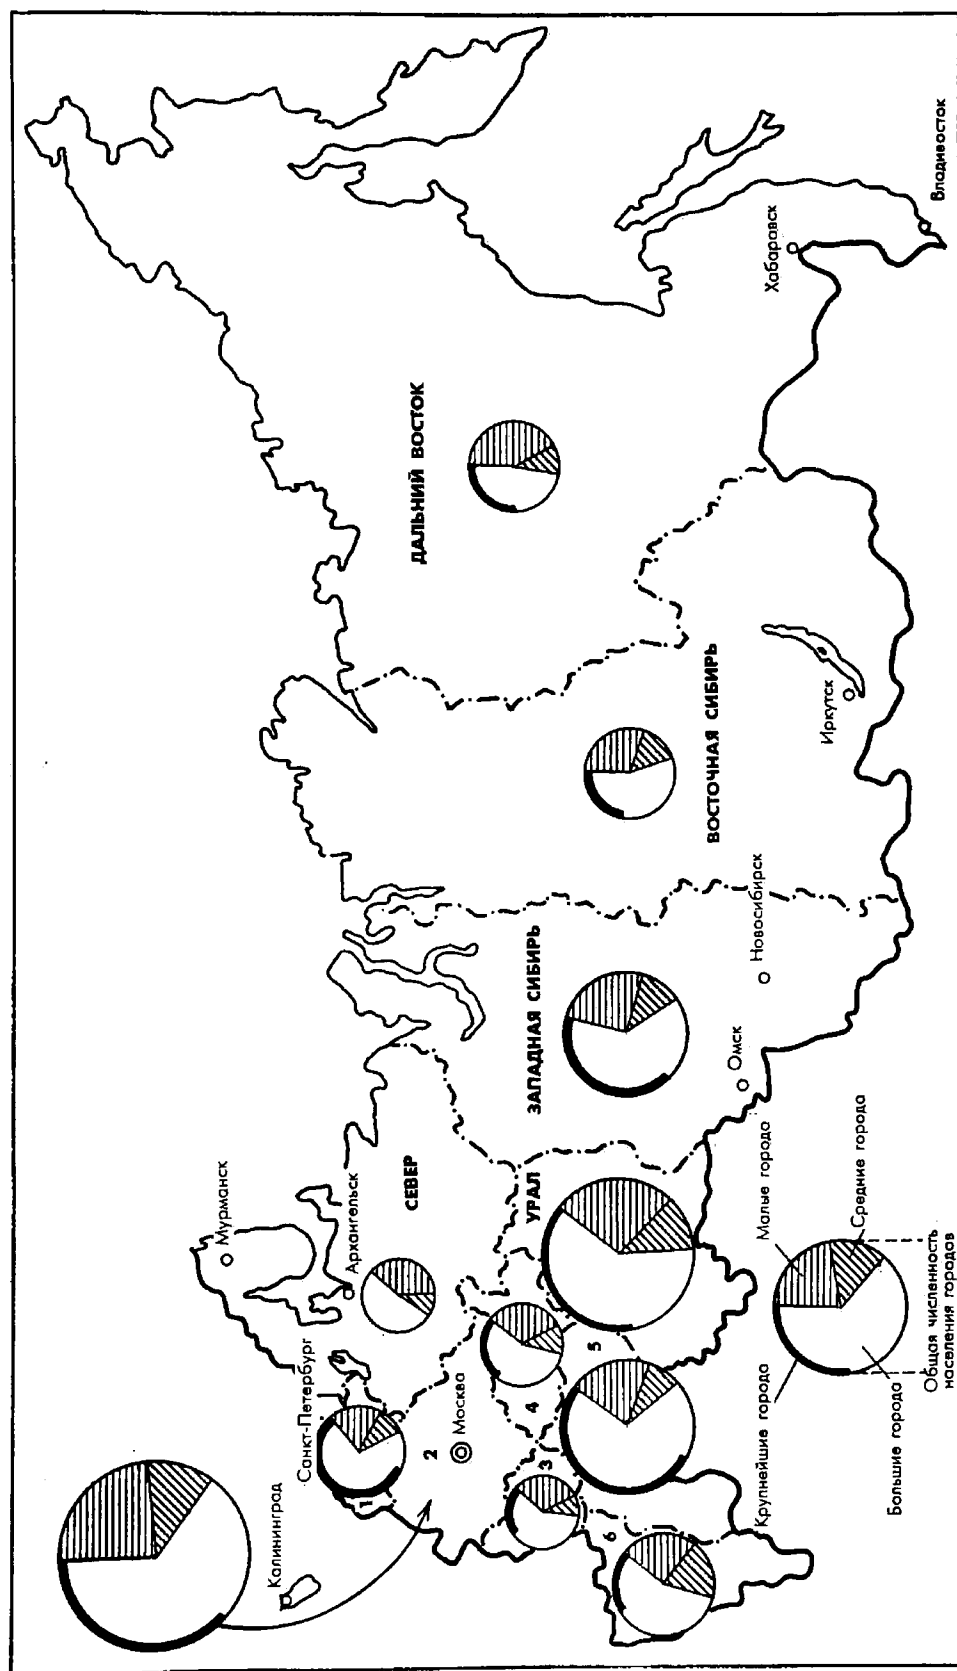 Мурманск
Архангельск
Санкт-Петербург
Калининград
Москва
СЕВЕР
УРАЛ
ЗАПАДНАЯ СИБИРЬ
ВОСТОЧНАЯ СИБИРЬ
ДАЛЬНИЙ ВОСТОК
Омск
Новосибирск
Иркутск
Хабаровск
Владивосток
1
2
3
4
5
6
Крупнейшие города
Малые города
Большие города
Средние города
Общая численность
населения городов